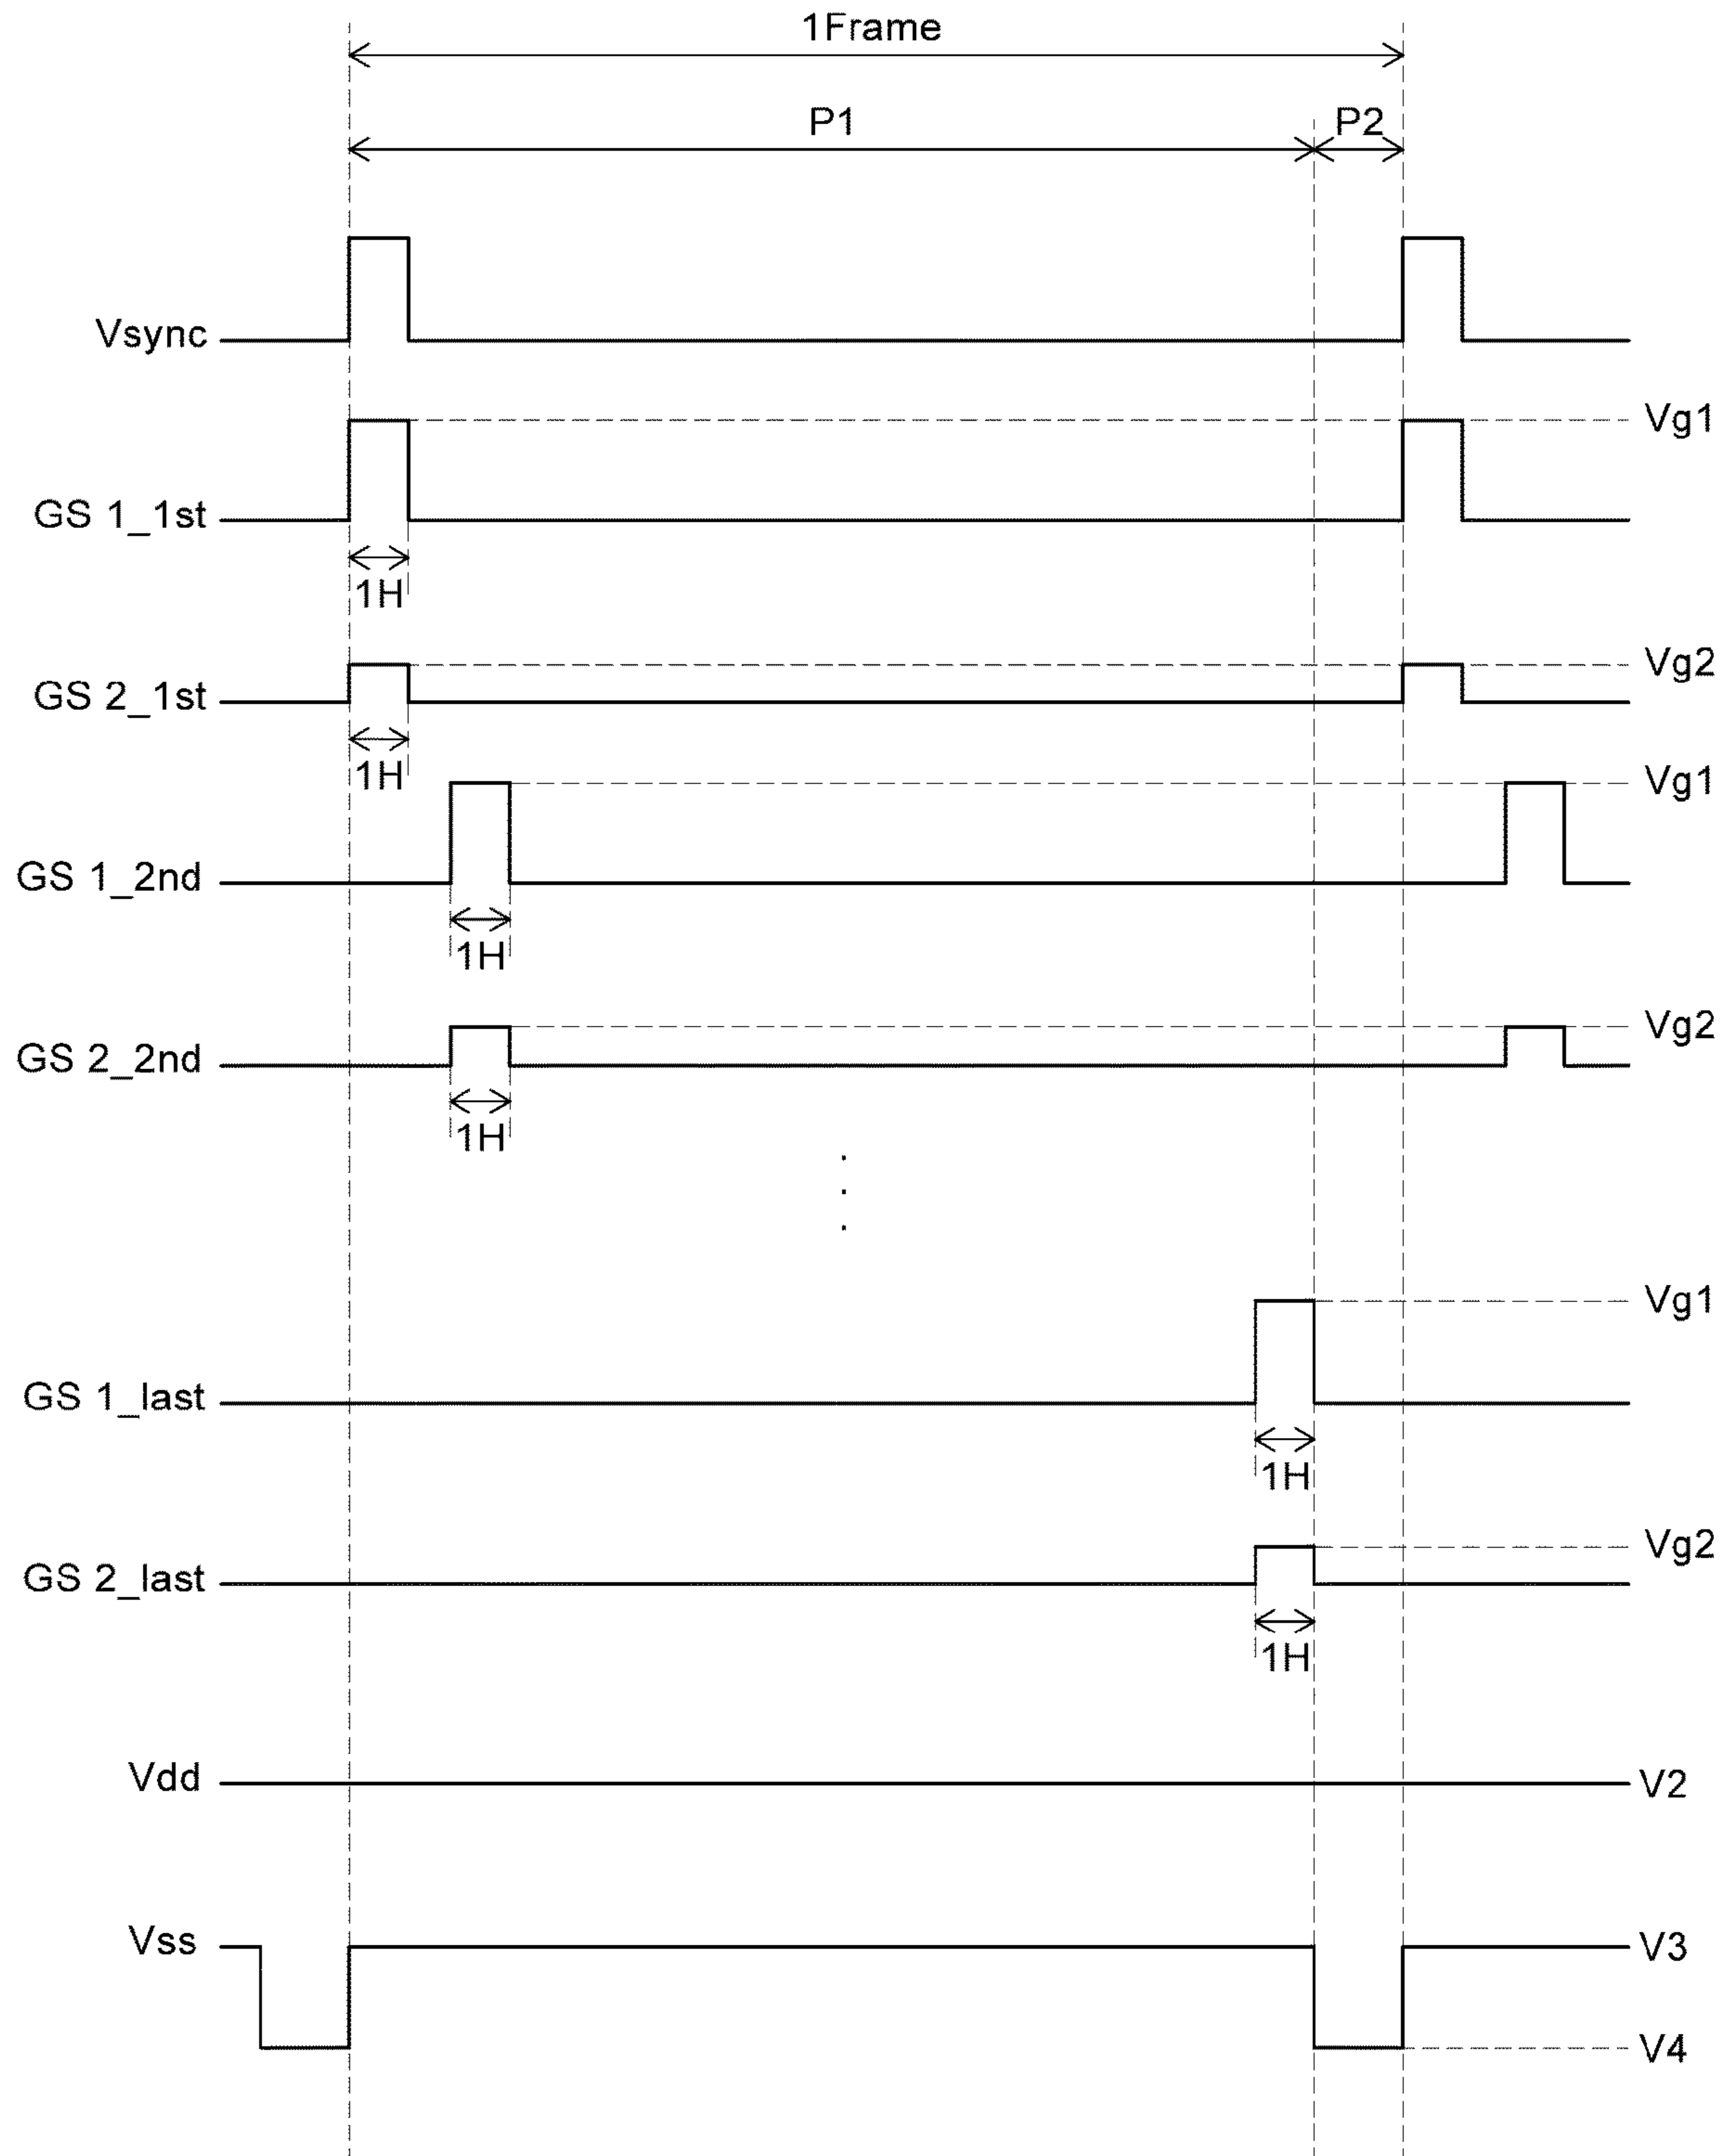 1Frame
P1 P2
Vsync
Vg1
GS 1_1st
1H
Vg2
GS 2_1st
1H
Vg1
GS 1_2nd
1H
Vg2
GS 2_2nd
1H
Vg1
GS 1_last
1H
Vg2
GS 2_last
1H
Vdd V2
Vss V3
V4